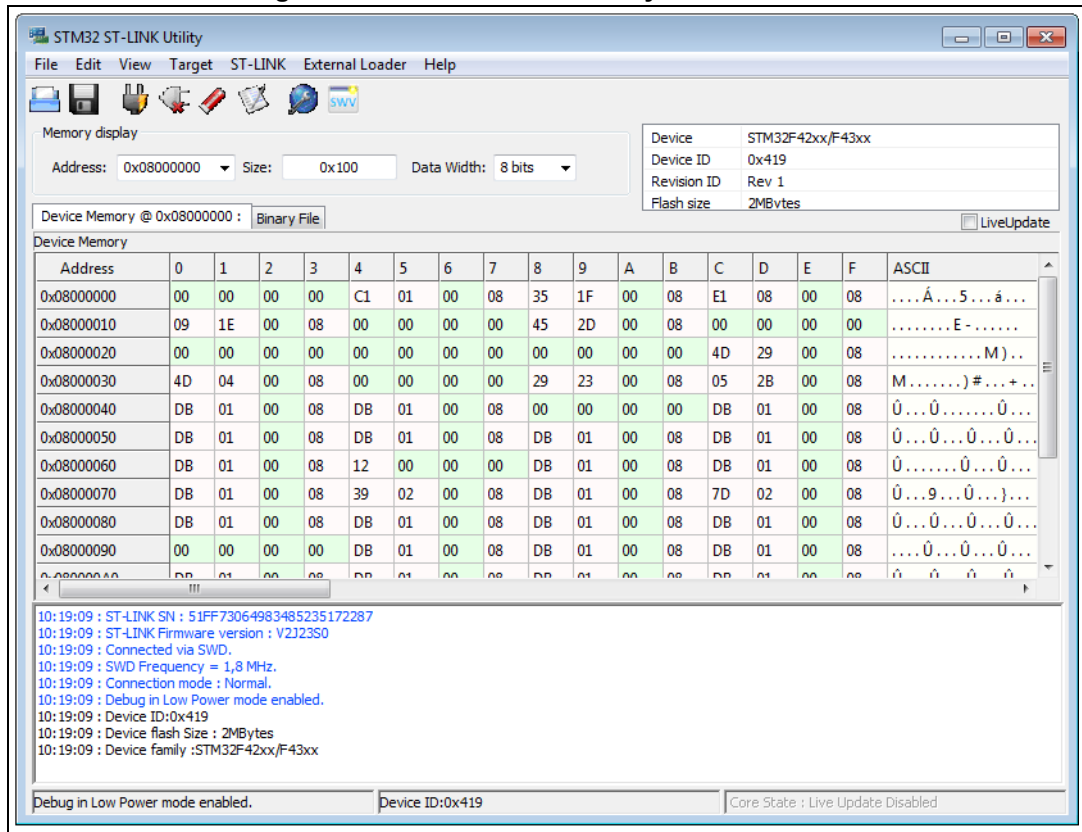 STM32 ST-LINK Utility
File Edit View Target ST-LINK External Loader Help
SWV
Memory display
Address: 0x08000000 Size: 0x100 Data Width: 8 bits
Device STM32F42xx/F43xx
Device ID 0x419
Revision ID Rev 1
Flash size 2MBytes
Device Memory @ 0x08000000 : Binary File LiveUpdate
Device Memory
Address 0 1 2 3 4 5 6 7 8 9 A B C D E F ASCII
0x08000000 00 00 00 00 C1 01 00 08 35 1F 00 08 E1 08 00 08 ....Á...5...á...
0x08000010 09 1E 00 08 00 00 00 00 45 2D 00 08 00 00 00 00 ........E-......
0x08000020 00 00 00 00 00 00 00 00 00 00 00 00 4D 29 00 08 ............M)..
0x08000030 4D 04 00 08 00 00 00 00 29 23 00 08 05 2B 00 08 M.......)#...+..
0x08000040 DB 01 00 08 DB 01 00 08 00 00 00 00 DB 01 00 08 Û...Û.......Û...
0x08000050 DB 01 00 08 DB 01 00 08 DB 01 00 08 DB 01 00 08 Û...Û...Û...Û...
0x08000060 DB 01 00 08 12 00 00 00 DB 01 00 08 DB 01 00 08 Û.......Û...Û...
0x08000070 DB 01 00 08 39 02 00 08 DB 01 00 08 7D 02 00 08 Û...9...Û...}...
0x08000080 DB 01 00 08 DB 01 00 08 DB 01 00 08 DB 01 00 08 Û...Û...Û...Û...
0x08000090 00 00 00 00 DB 01 00 08 DB 01 00 08 DB 01 00 08 ....Û...Û...Û...
10:19:09 : ST-LINK SN : 51FF73064983485235172287
10:19:09 : ST-LINK Firmware version : V2J23S0
10:19:09 : Connected via SWD.
10:19:09 : SWD Frequency = 1,8 MHz.
10:19:09 : Connection mode : Normal.
10:19:09 : Debug in Low Power mode enabled.
10:19:09 : Device ID:0x419
10:19:09 : Device flash Size : 2MBytes
10:19:09 : Device family :STM32F42xx/F43xx
Debug in Low Power mode enabled. Device ID:0x419 Core State : Live Update Disabled